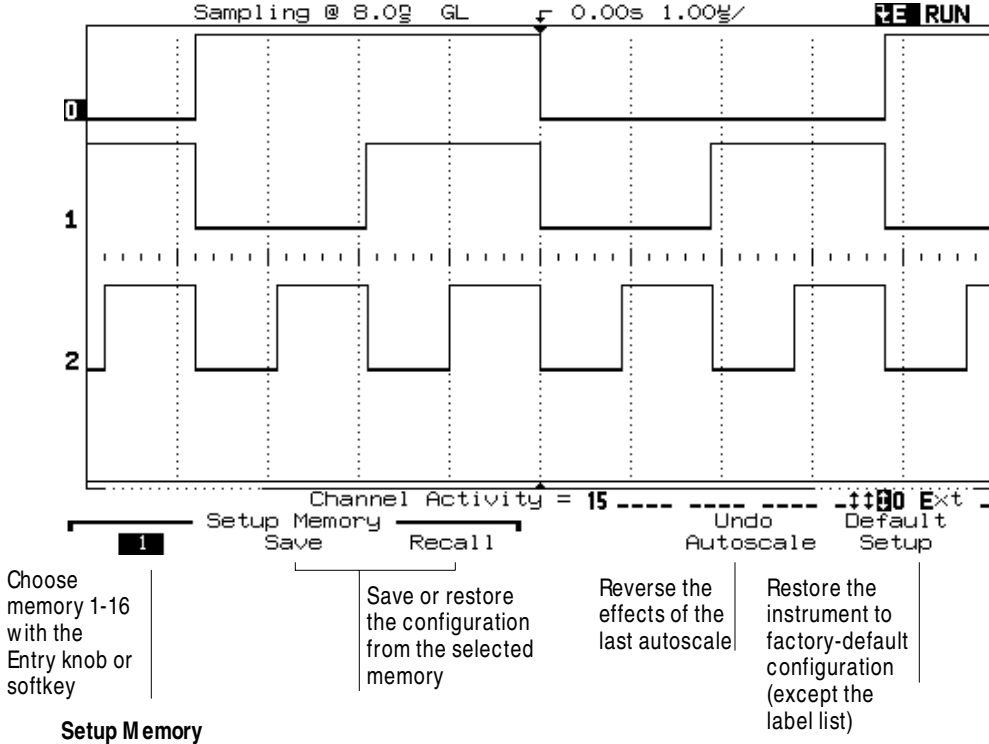 Sampling @ 8.0ns GL 0.00s 1.00us/ E RUN
0
1
2
Channel Activity = 15 ---- ---- ---- -↕↕↕0 Ext -
Setup Memory
1 Save Recall
Undo Autoscale
Default Setup
Choose
memory 1-16
with the
Entry knob or
softkey
Save or restore
the configuration
from the selected
memory
Reverse the
effects of the
last autoscale
Restore the
instrument to
factory-default
configuration
(except the
label list)
Setup Memory